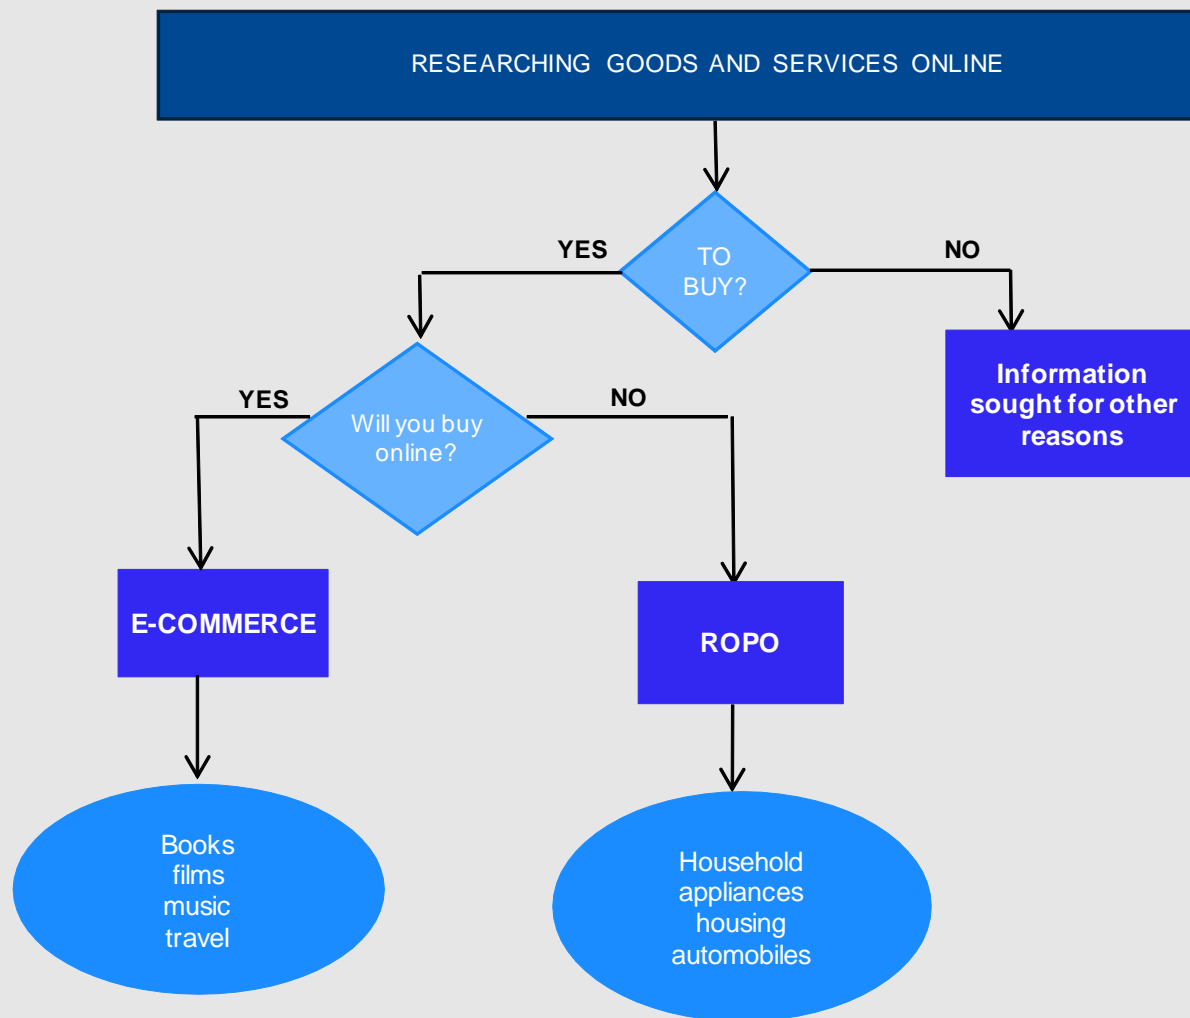 RESEARCHING GOODS AND SERVICES ONLINE
YES
TO
BUY?
NO
YES
Will you buy
online?
NO
Information
sought for other
reasons
E-COMMERCE
ROPO
Books
films
music
travel
Household
appliances
housing
automobiles